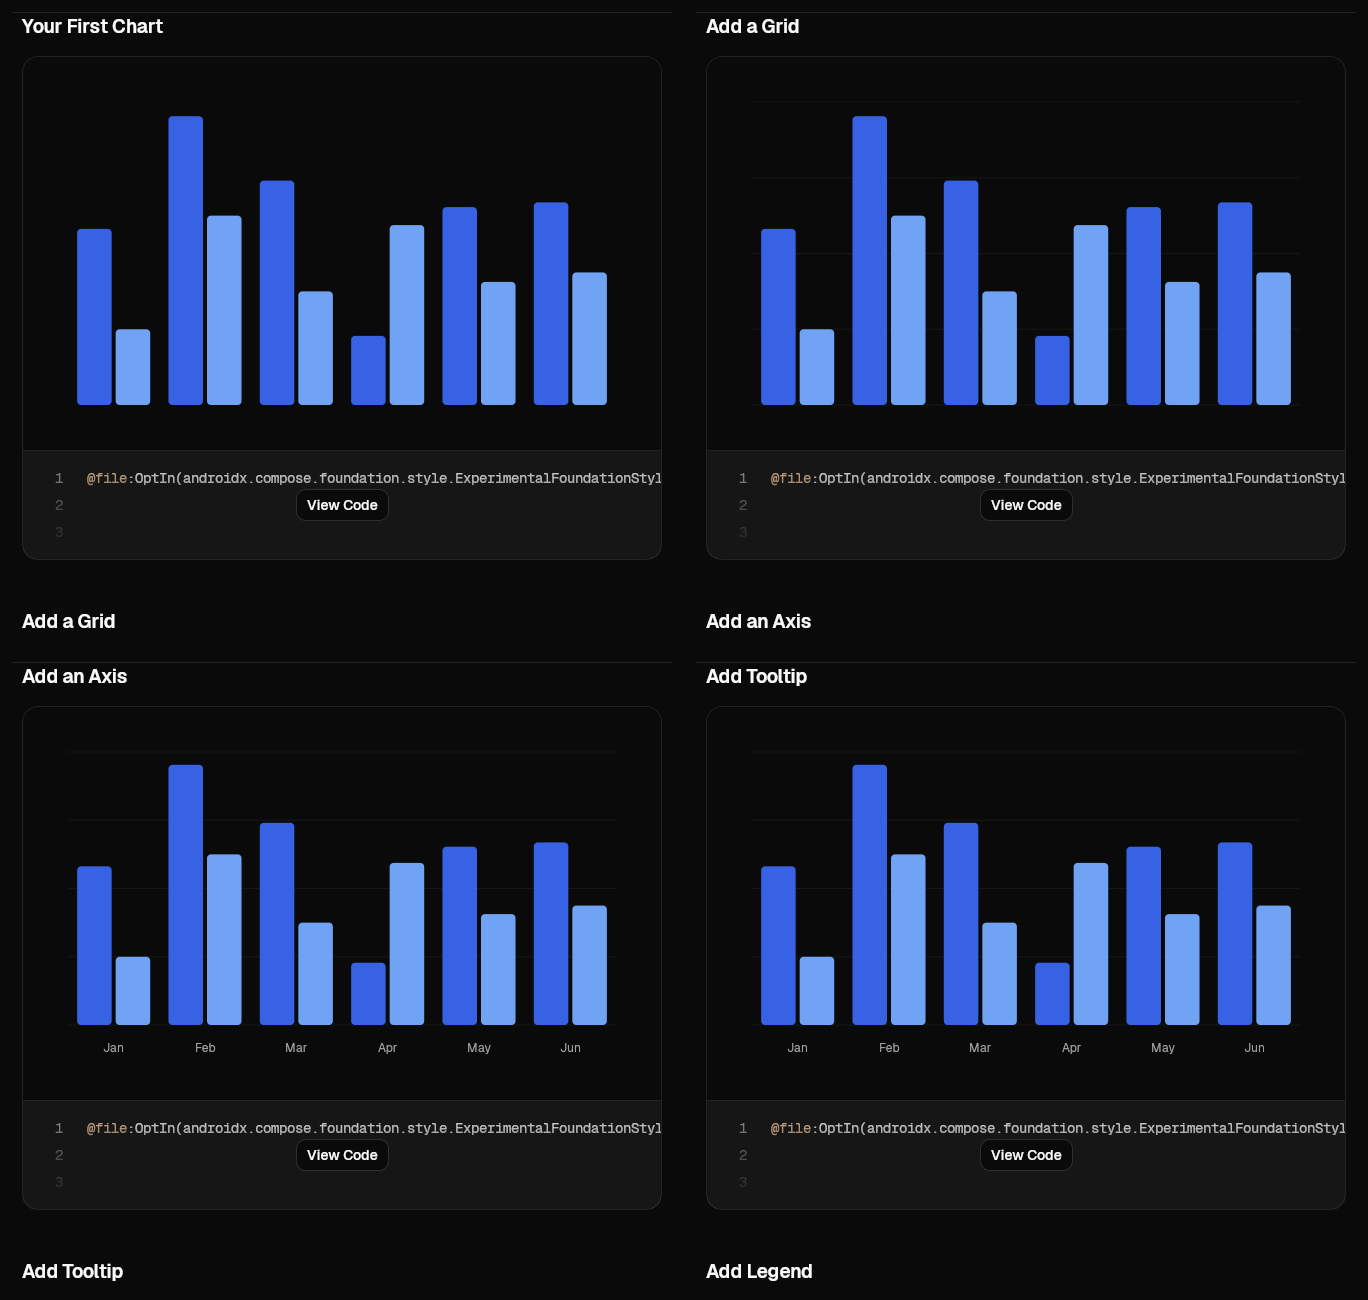 Your First Chart
1 @file:OptIn(androidx.compose.foundation.style.ExperimentalFoundationStyl
2
View Code
3
Add a Grid
Add a Grid
1 @file:OptIn(androidx.compose.foundation.style.ExperimentalFoundationStyl
2
View Code
3
Add an Axis
Add an Axis
Jan Feb Mar Apr May Jun
1 @file:OptIn(androidx.compose.foundation.style.ExperimentalFoundationStyl
2
View Code
3
Add Tooltip
Add Tooltip
Jan Feb Mar Apr May Jun
1 @file:OptIn(androidx.compose.foundation.style.ExperimentalFoundationStyl
2
View Code
3
Add Legend